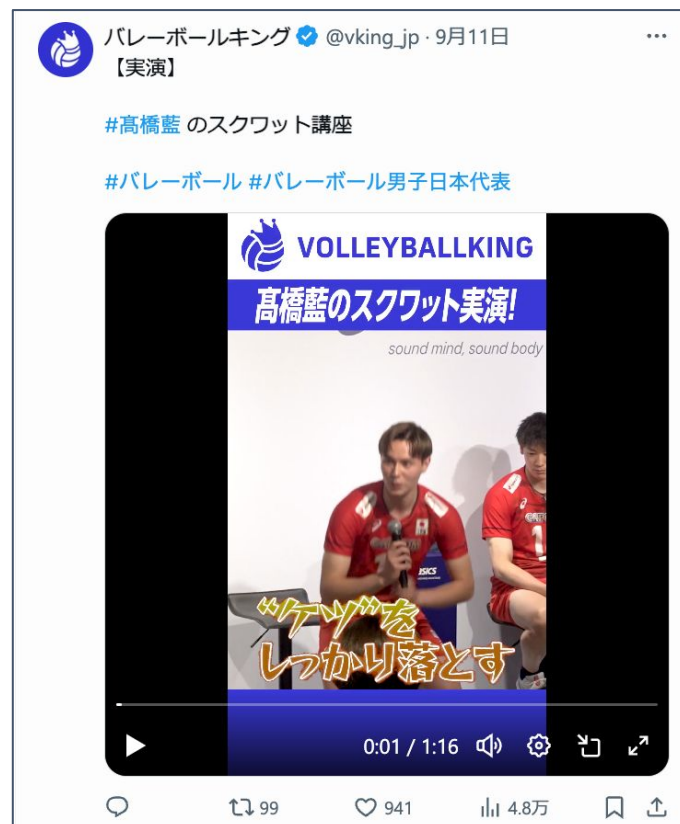 バレーボールキング @vking_jp · 9月11日
【実演】
#髙橋藍 のスクワット講座
#バレーボール #バレーボール男子日本代表
VOLLEYBALLKING
髙橋藍のスクワット実演!
sound mind, sound body
ASICS
1
“ケツ”を
しっかり落とす
0:01 / 1:16
99 941 4.8万